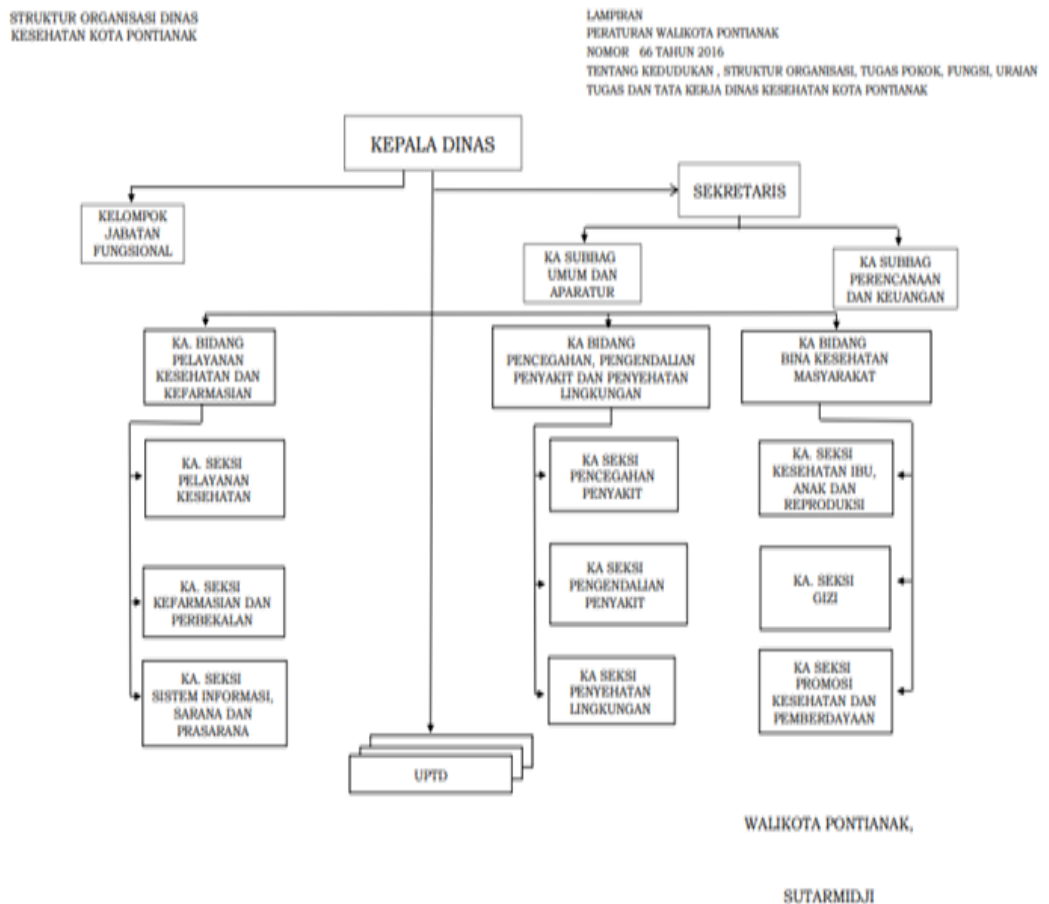 STRUKTUR ORGANISASI DINAS
KESEHATAN KOTA PONTIANAK
LAMPIRAN
PERATURAN WALIKOTA PONTIANAK
NOMOR 66 TAHUN 2016
TENTANG KEDUDUKAN , STRUKTUR ORGANISASI, TUGAS POKOK, FUNGSI, URAIAN
TUGAS DAN TATA KERJA DINAS KESEHATAN KOTA PONTIANAK
KEPALA DINAS
SEKRETARIS
KELOMPOK
JABATAN
FUNGSIONAL
KA SUBBAG
UMUM DAN
APARATUR
KA SUBBAG
PERENCANAAN
DAN KEUANGAN
KA. BIDANG
PELAYANAN
KESEHATAN DAN
KEFARMASIAN
KA BIDANG
PENCEGAHAN, PENGENDALIAN
PENYAKIT DAN PENYEHATAN
LINGKUNGAN
KA BIDANG
BINA KESEHATAN
MASYARAKAT
KA. SEKSI
PELAYANAN
KESEHATAN
KA SEKSI
PENCEGAHAN
PENYAKIT
KA. SEKSI
KESEHATAN IBU,
ANAK DAN
REPRODUKSI
KA. SEKSI
KEFARMASIAN DAN
PERBEKALAN
KA SEKSI
PENGENDALIAN
PENYAKIT
KA. SEKSI
GIZI
KA. SEKSI
SISTEM INFORMASI,
SARANA DAN
PRASARANA
KA SEKSI
PENYEHATAN
LINGKUNGAN
KA SEKSI
PROMOSI
KESEHATAN DAN
PEMBERDAYAAN
UPTD
WALIKOTA PONTIANAK,
SUTARMIDJI